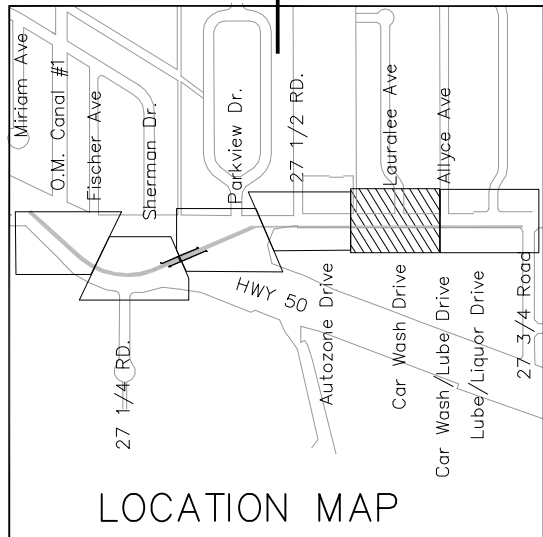 Miriam Ave
O.M. Canal #1
Fischer Ave
Sherman Dr.
Parkview Dr.
27 1/2 RD.
Lauralee Ave
Allyce Ave
HWY 50
27 1/4 RD.
Autozone Drive
Car Wash Drive
Car Wash/Lube Drive
Lube/Liquor Drive
27 3/4 Road
LOCATION MAP